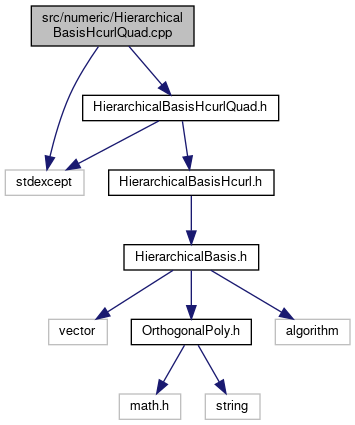 src/numeric/Hierarchical
BasisHcurlQuad.cpp
HierarchicalBasisHcurlQuad.h
stdexcept
HierarchicalBasisHcurl.h
HierarchicalBasis.h
vector
OrthogonalPoly.h
algorithm
math.h
string